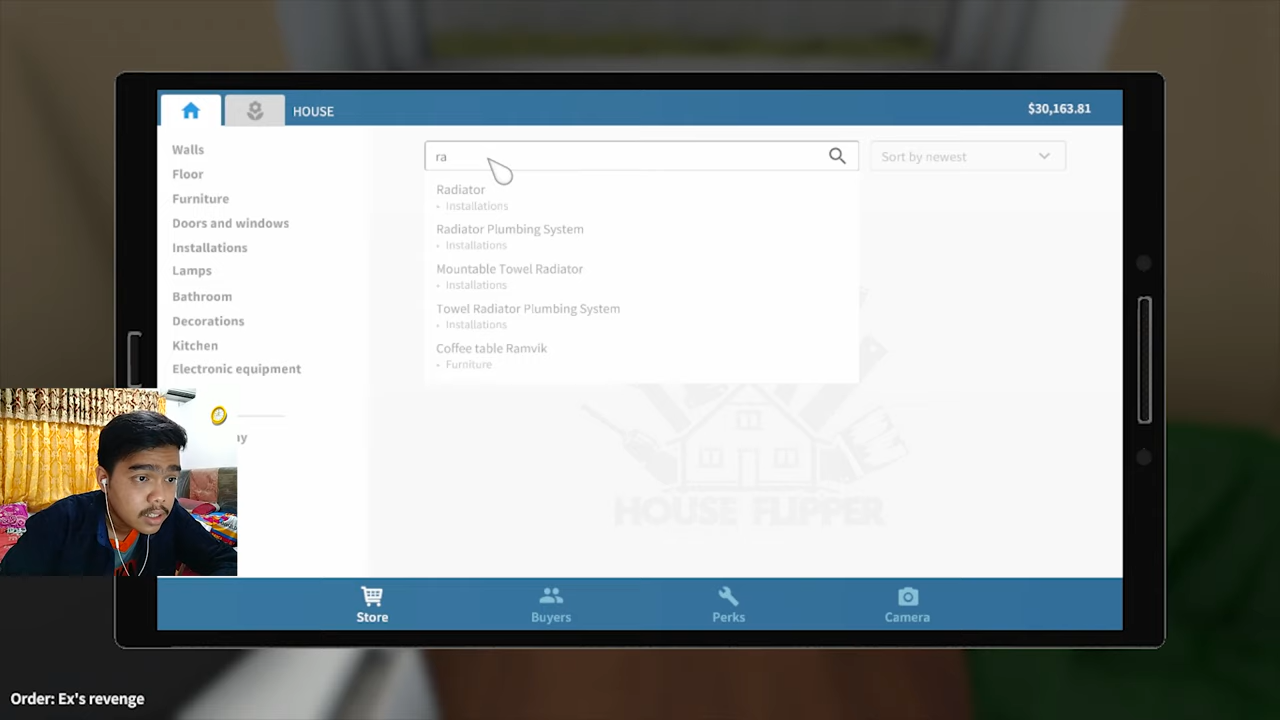 HOUSE
$30,163.81
Walls
Floor
Furniture
Doors and windows
Installations
Lamps
Bathroom
Decorations
Kitchen
Electronic equipment
ra
Sort by newest
Radiator
Installations
Radiator Plumbing System
Installations
Mountable Towel Radiator
Installations
Towel Radiator Plumbing System
Installations
Coffee table Ramvik
Furniture
HOUSE FLIPPER
Store
Buyers
Perks
Camera
Order: Ex's revenge